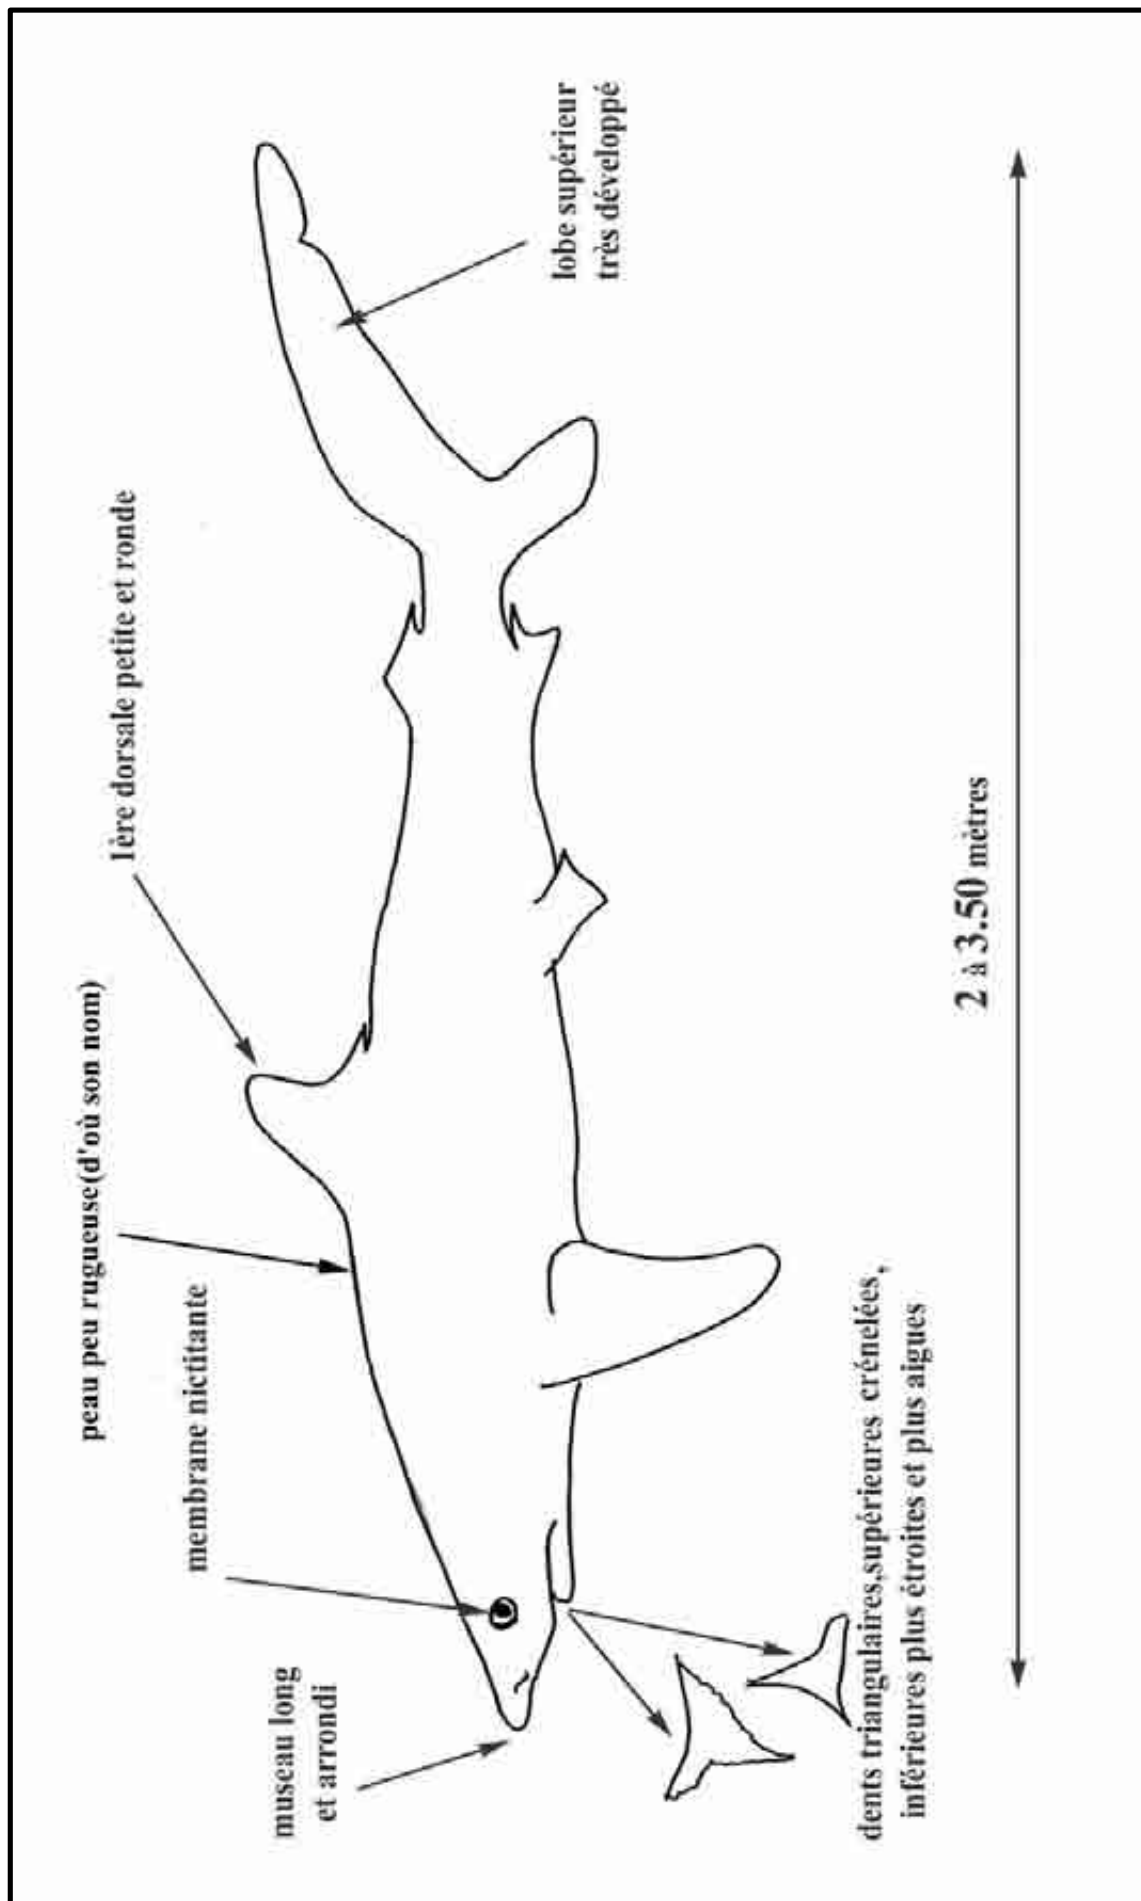 peau peu rugueuse(d'où son nom)
1ère dorsale petite et ronde
membrane nictitante
museau long
et arrondi
lobe supérieur
très développé
dents triangulaires,supérieures crénelées,
inférieures plus étroites et plus aigues
2 à 3.50 mètres